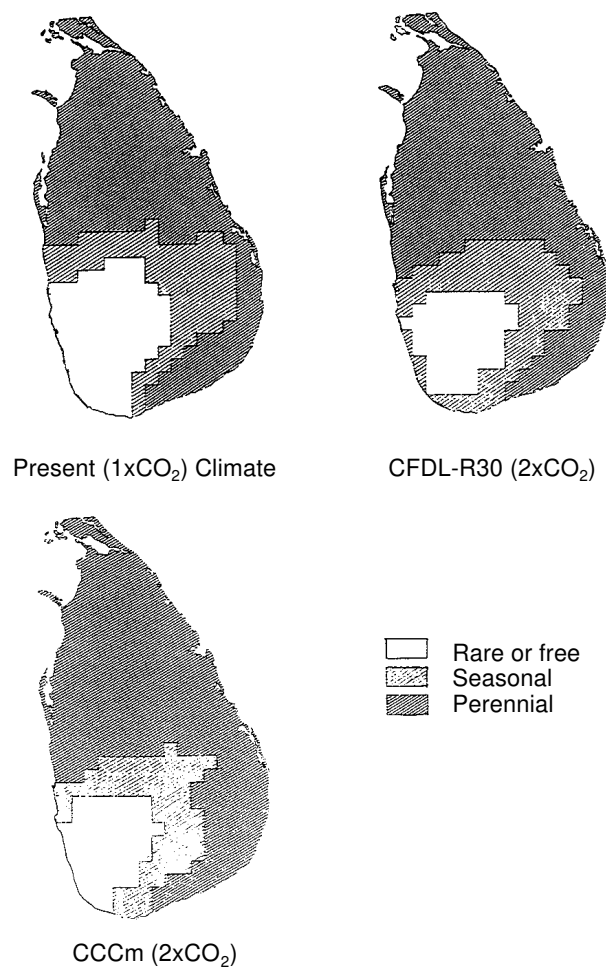 Present (1xCO₂) Climate
CFDL-R30 (2xCO₂)
Rare or free
Seasonal
Perennial
CCCm (2xCO₂)